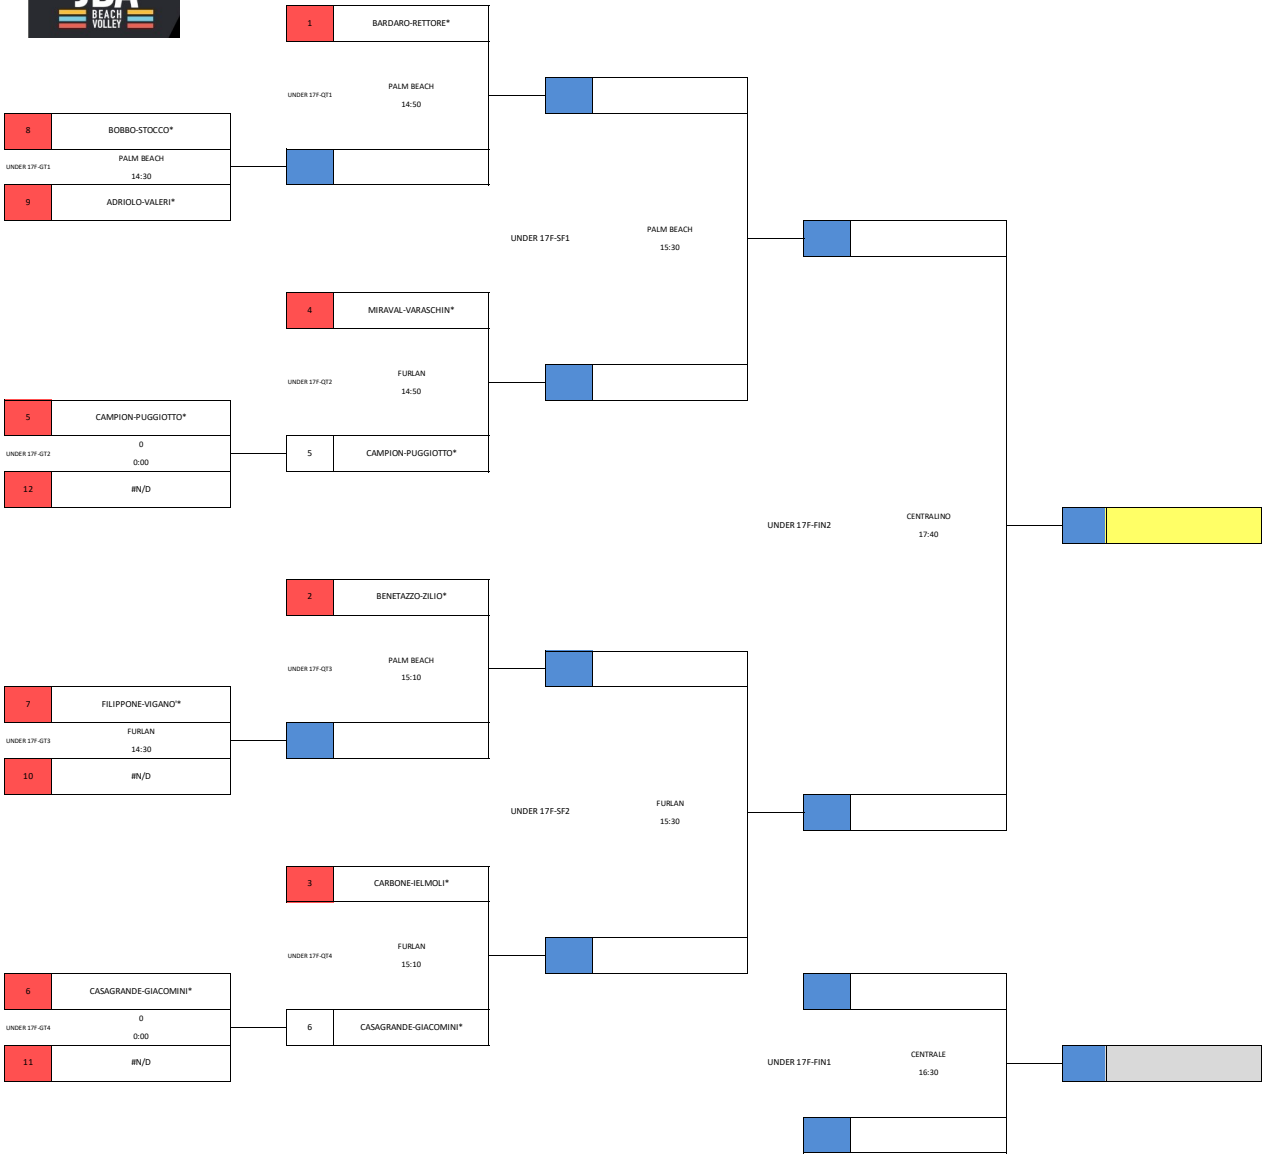 BEACH
VOLLEY
1 BARDARO-RETTORE*
UNDER 17F-QT1 PALM BEACH
14:50
8 BOBBO-STOCCO*
UNDER 17F-GT1 PALM BEACH
14:30
9 ADRIOLO-VALERI*
UNDER 17F-SF1 PALM BEACH
15:30
4 MIRAVAL-VARASCHIN*
UNDER 17F-QT2 FURLAN
14:50
5 CAMPION-PUGGIOTTO*
UNDER 17F-GT2 0
0:00
5 CAMPION-PUGGIOTTO*
12 #N/D
UNDER 17F-FIN2 CENTRALINO
17:40
2 BENETAZZO-ZILIO*
UNDER 17F-QT3 PALM BEACH
15:10
7 FILIPPONE-VIGANO'*
UNDER 17F-GT3 FURLAN
14:30
10 #N/D
UNDER 17F-SF2 FURLAN
15:30
3 CARBONE-IELMOLI*
UNDER 17F-QT4 FURLAN
15:10
6 CASAGRANDE-GIACOMINI*
UNDER 17F-GT4 0
0:00
6 CASAGRANDE-GIACOMINI*
11 #N/D
UNDER 17F-FIN1 CENTRALE
16:30